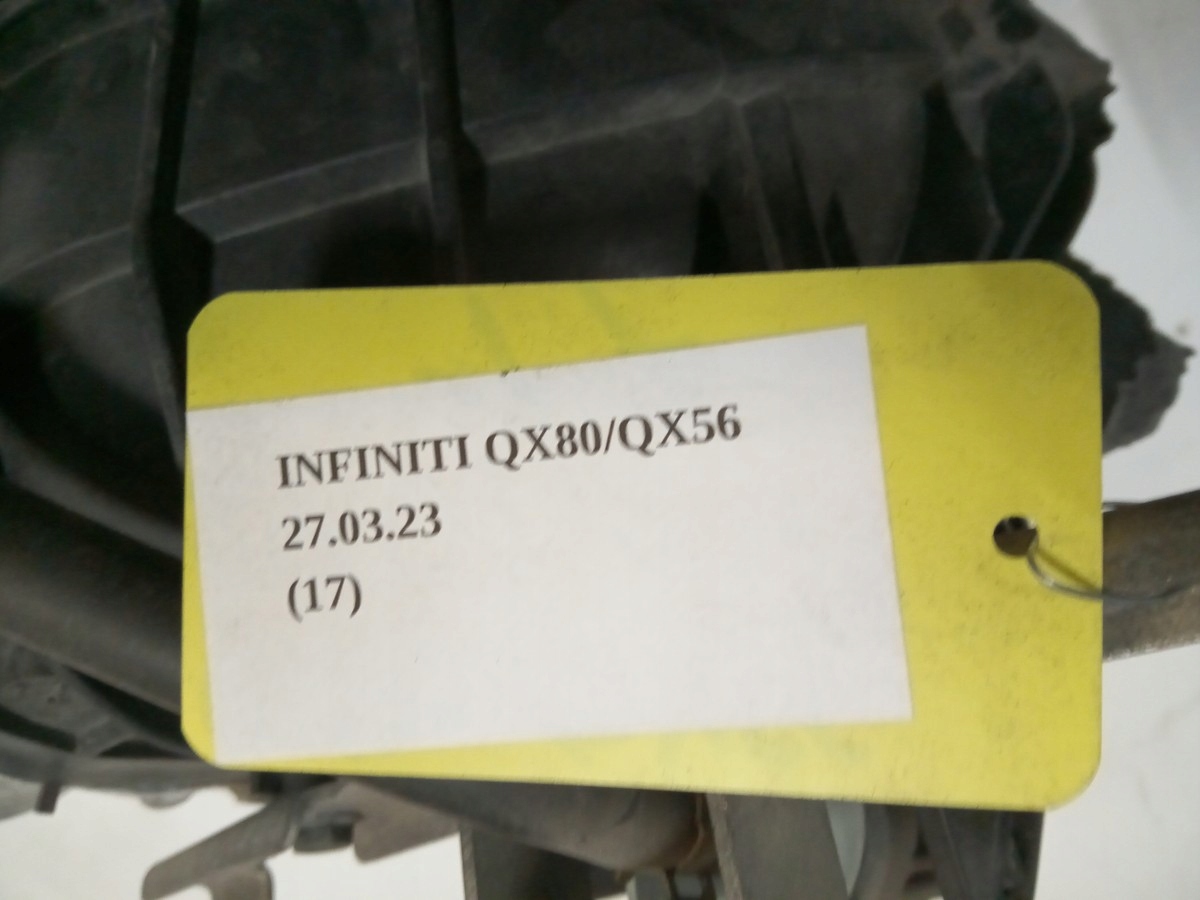 INFINITI QX80/QX56
27.03.23
(17)